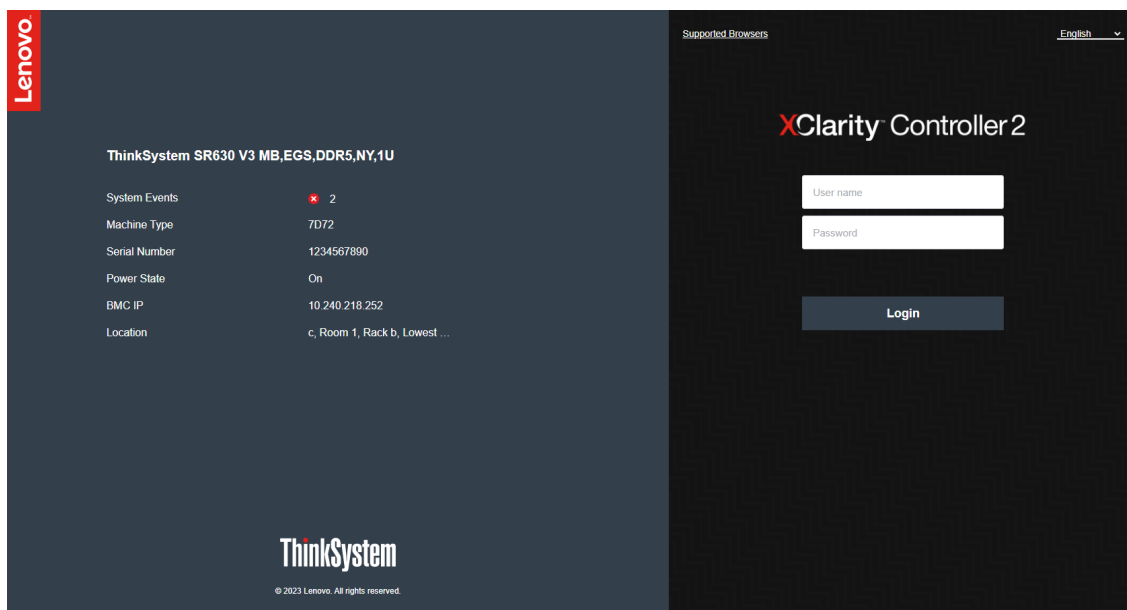 Lenovo.
ThinkSystem SR630 V3 MB,EGS,DDR5,NY,1U
System Events 2
Machine Type 7D72
Serial Number 1234567890
Power State On
BMC IP 10.240.218.252
Location c, Room 1, Rack b, Lowest ...
ThinkSystem
© 2023 Lenovo. All rights reserved.
Supported Browsers
English
XClarity™ Controller 2
User name
Password
Login